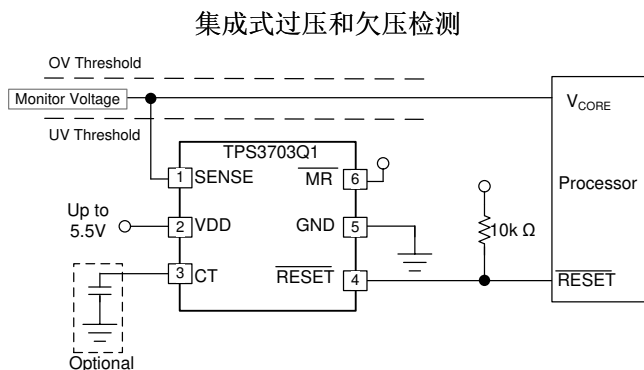 集成式过压和欠压检测
OV Threshold
Monitor Voltage
UV Threshold
V_CORE
TPS3703Q1
1 SENSE
MR 6
Processor
Up to
5.5V
2 VDD
GND 5
10k Ω
3 CT
RESET 4
RESET
Optional